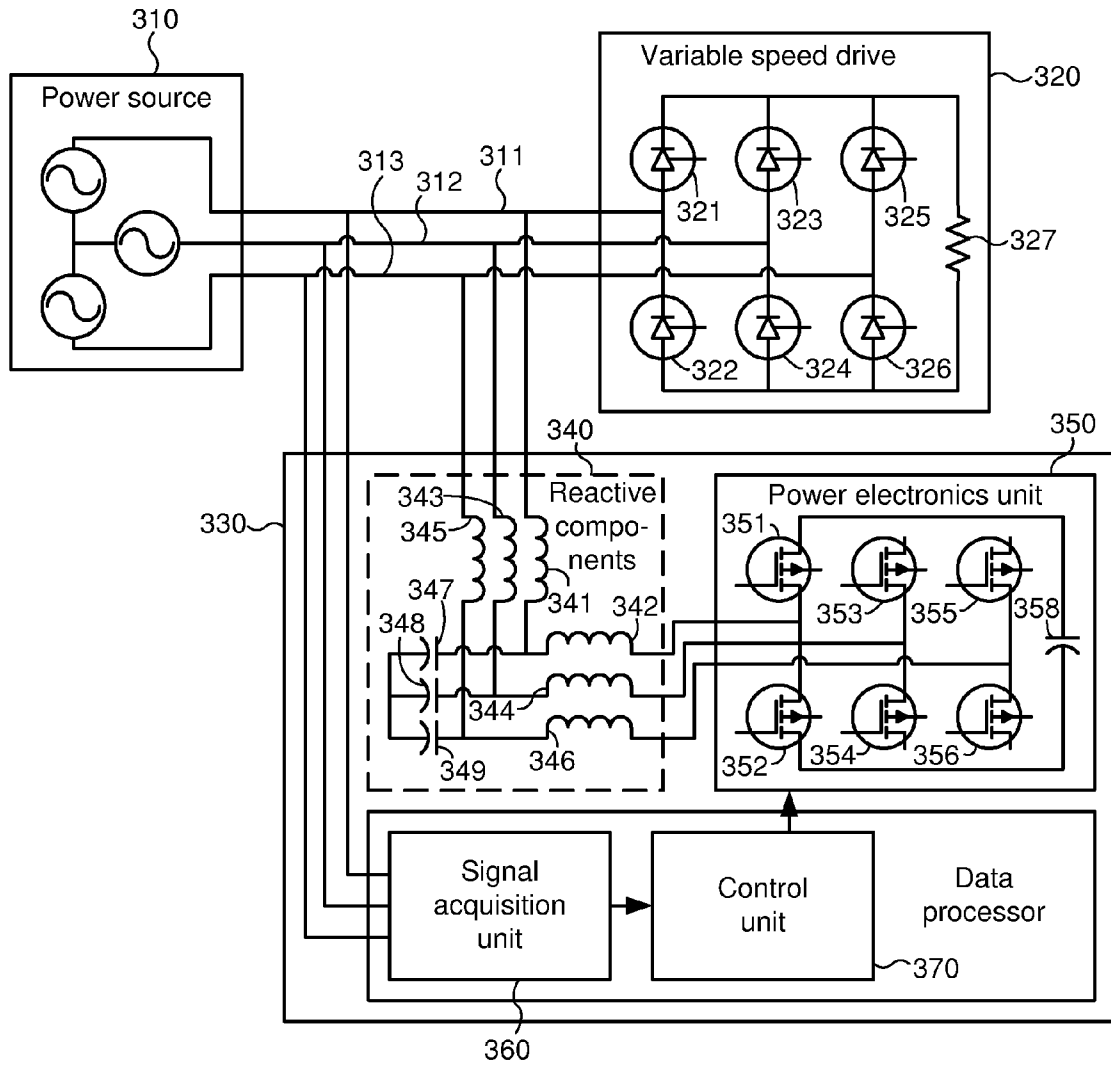 310
Power source
Variable speed drive
320
313
311
312
321
323
325
327
322
324
326
340
350
330
Reactive
compo-
nents
343
345
341
347
348
342
344
349
346
Power electronics unit
351
353
355
358
352
354
356
Signal
acquisition
unit
Control
unit
Data
processor
370
360